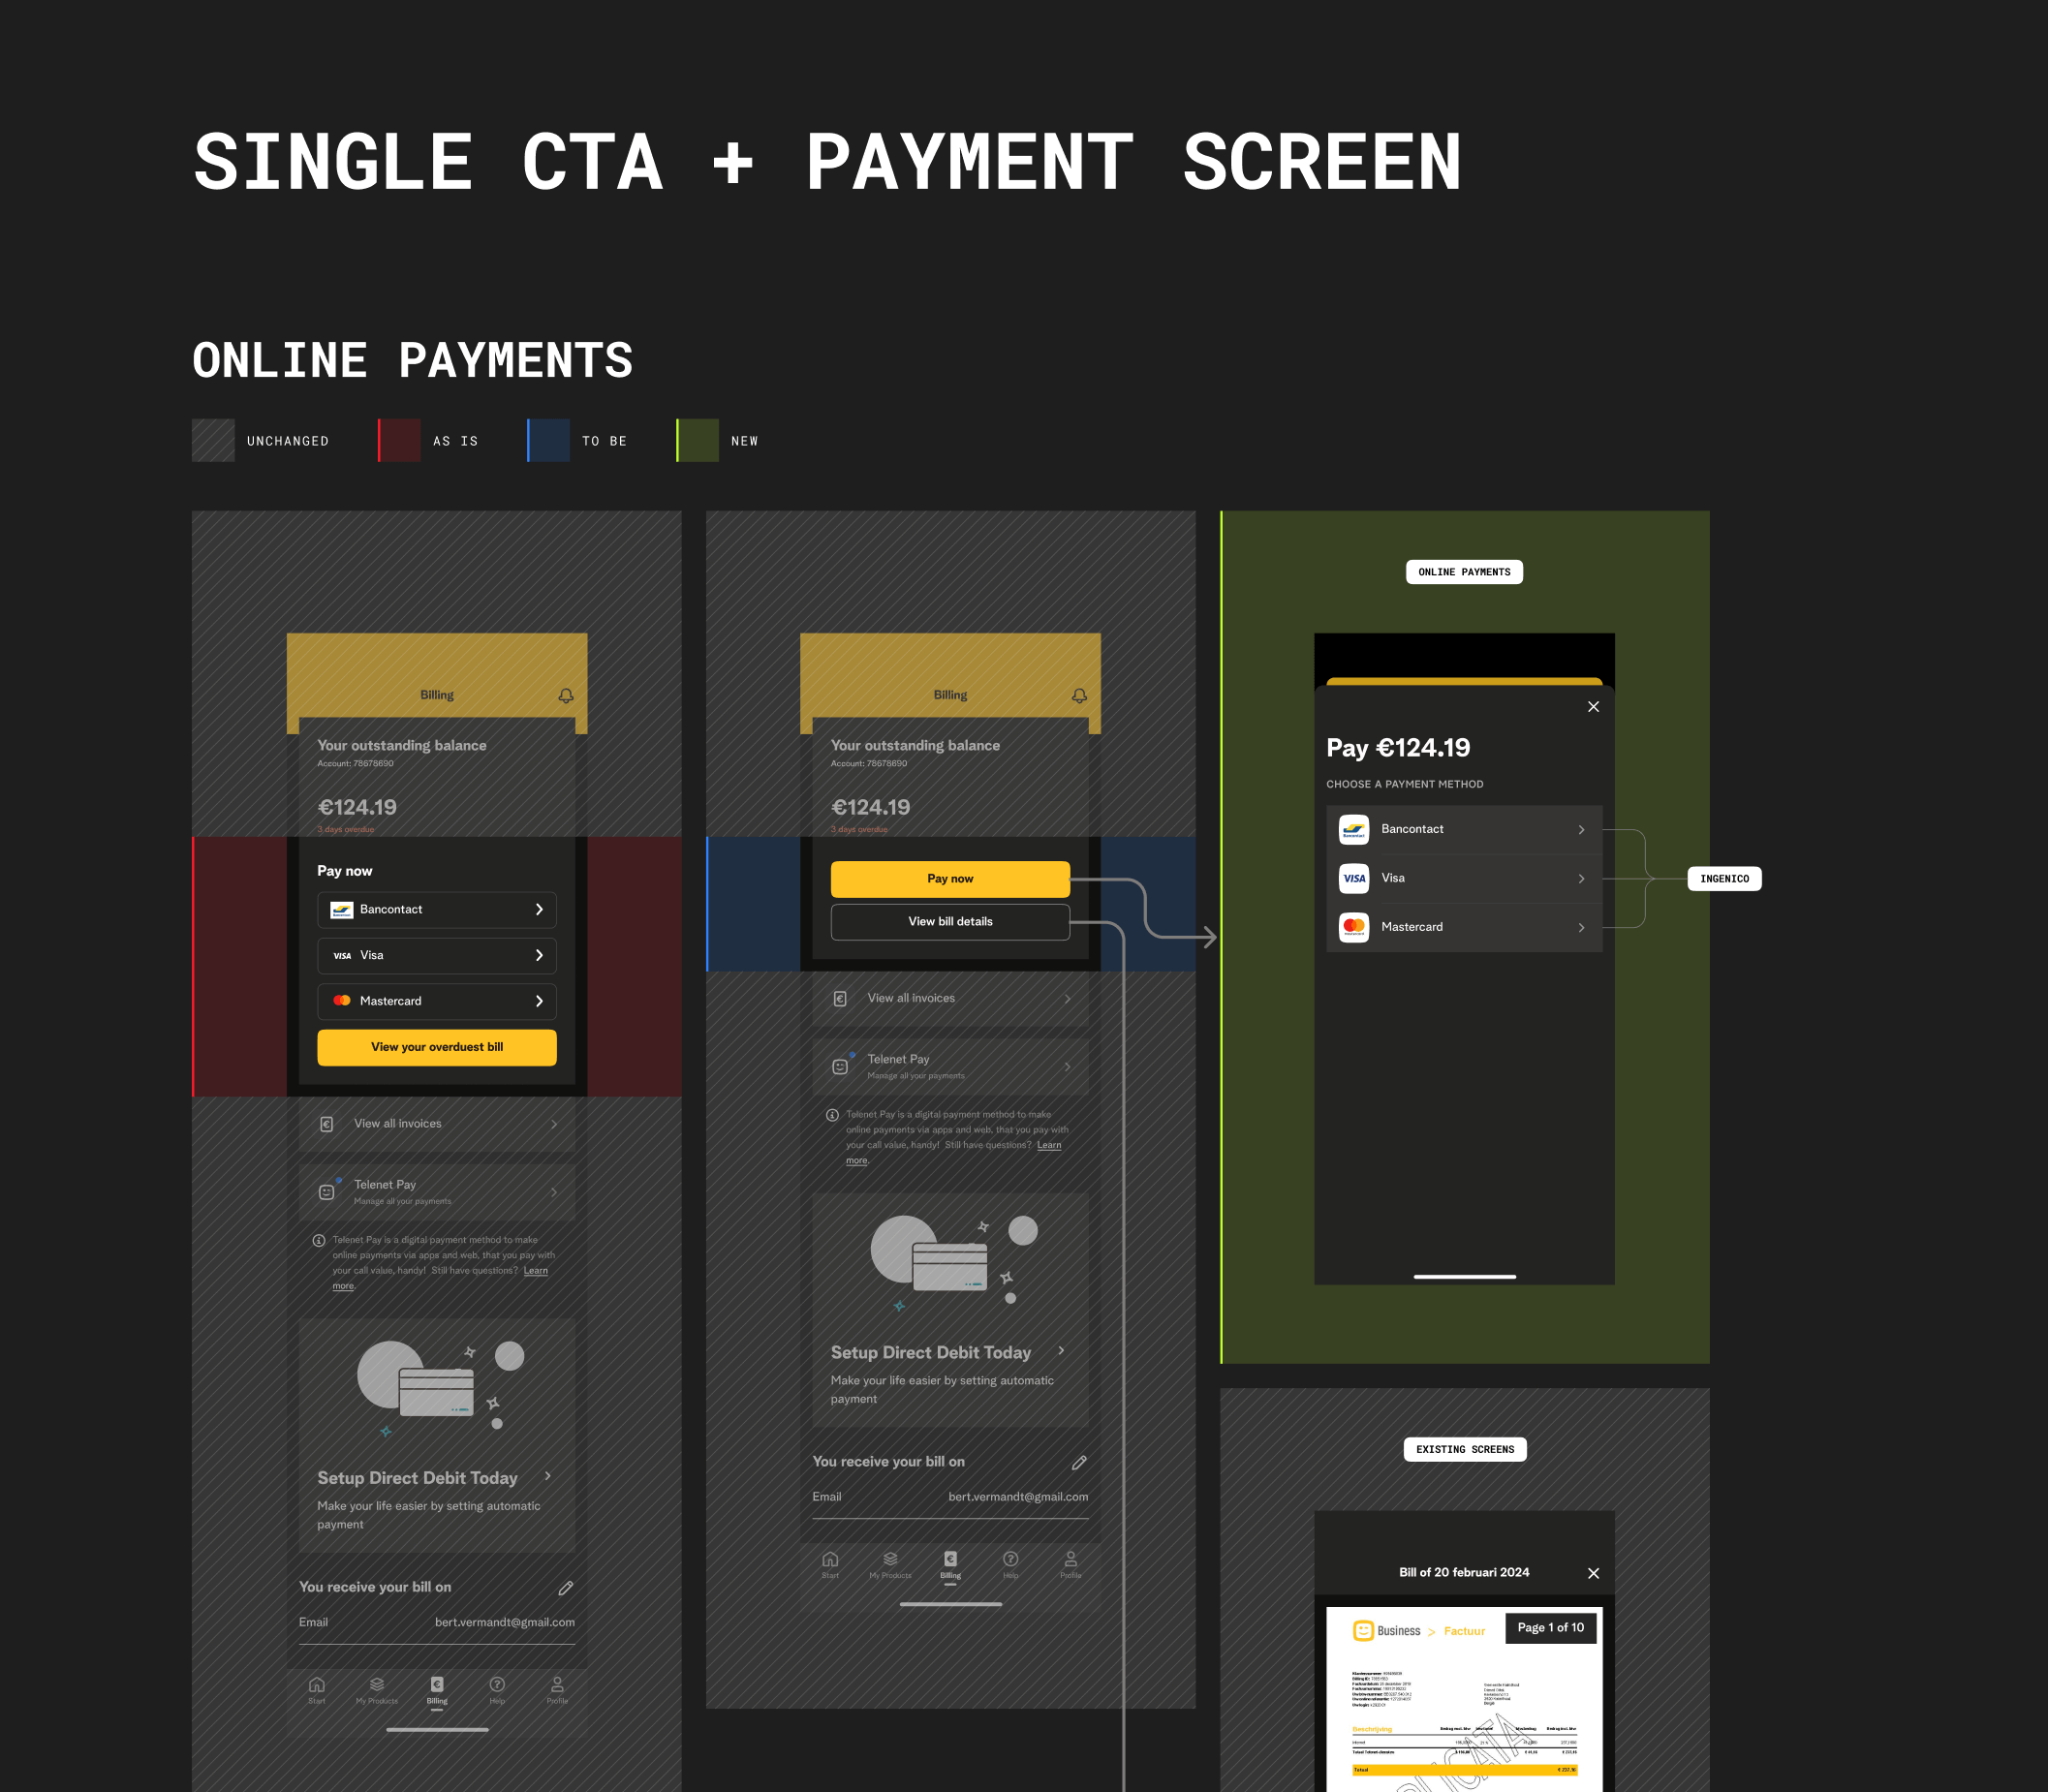 SINGLE CTA + PAYMENT SCREEN
ONLINE PAYMENTS
UNCHANGED
AS IS
TO BE
NEW
Billing
Your outstanding balance
Account: 78678690
€124.19
3 days overdue
Pay now
Bancontact
VISA Visa
Mastercard
View your overduest bill
View all invoices
Telenet Pay
Manage all your payments
Telenet Pay is a digital payment method to make
online payments via apps and web, that you pay with
your call value, handy! Still have questions? Learn
more.
Setup Direct Debit Today
Make your life easier by setting automatic
payment
You receive your bill on
Email bert.vermandt@gmail.com
Start My Products Billing Help Profile
Billing
Your outstanding balance
Account: 78678690
€124.19
3 days overdue
Pay now
View bill details
View all invoices
Telenet Pay
Manage all your payments
Telenet Pay is a digital payment method to make
online payments via apps and web, that you pay with
your call value, handy! Still have questions? Learn
more.
Setup Direct Debit Today
Make your life easier by setting automatic
payment
You receive your bill on
Email bert.vermandt@gmail.com
Start My Products Billing Help Profile
ONLINE PAYMENTS
Pay €124.19
CHOOSE A PAYMENT METHOD
Bancontact
VISA Visa
Mastercard
INGENICO
EXISTING SCREENS
Bill of 20 februari 2024
Business > Factuur
Page 1 of 10
Beschrijving
Totaal